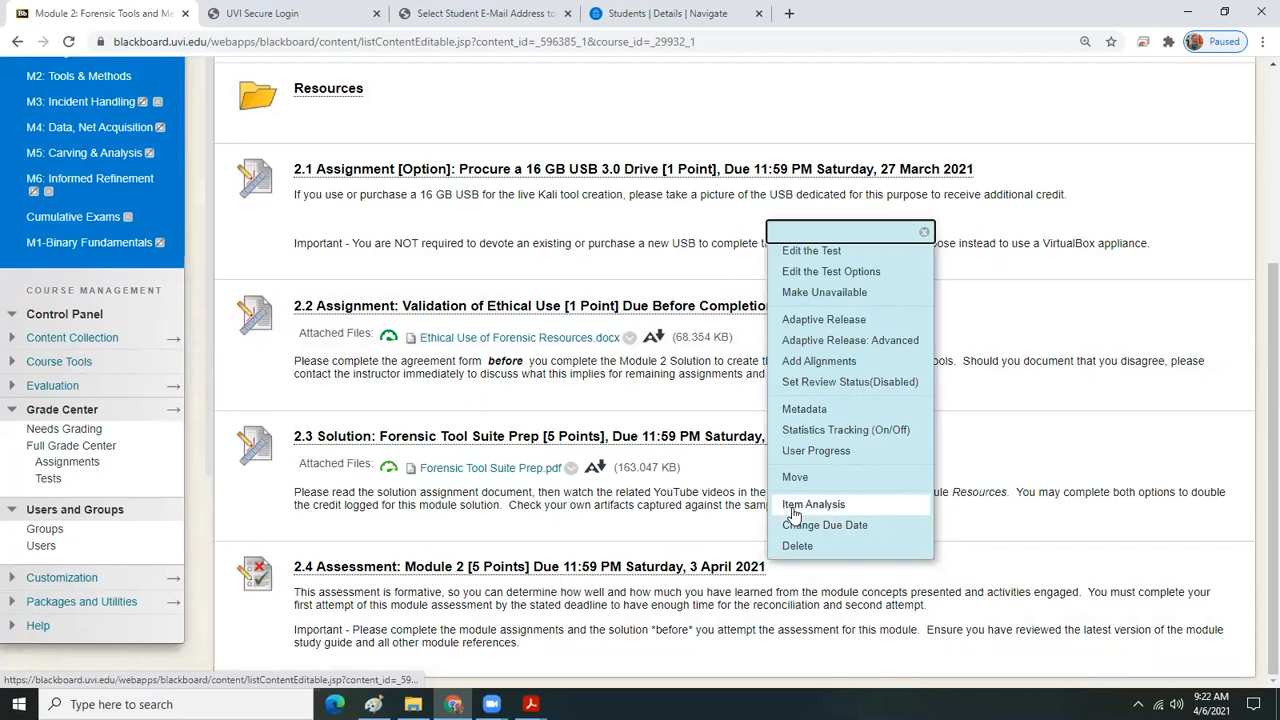 Module 2: Forensic Tools and Me
UVI Secure Login
Select Student E-Mail Address to
Students | Details | Navigate
blackboard.uvi.edu/webapps/blackboard/content/listContentEditable.jsp?content_id=_596385_1&course_id=_29932_1
Paused
M2: Tools & Methods
M3: Incident Handling
M4: Data, Net Acquisition
M5: Carving & Analysis
M6: Informed Refinement
Cumulative Exams
M1-Binary Fundamentals
COURSE MANAGEMENT
Control Panel
Content Collection
Course Tools
Evaluation
Grade Center
Needs Grading
Full Grade Center
Assignments
Tests
Users and Groups
Groups
Users
Customization
Packages and Utilities
Help
Resources
2.1 Assignment [Option]: Procure a 16 GB USB 3.0 Drive [1 Point], Due 11:59 PM Saturday, 27 March 2021
If you use or purchase a 16 GB USB for the live Kali tool creation, please take a picture of the USB dedicated for this purpose to receive additional credit.
Important - You are NOT required to devote an existing or purchase a new USB to complete t
ose instead to use a VirtualBox appliance.
2.2 Assignment: Validation of Ethical Use [1 Point] Due Before Completio
Attached Files: Ethical Use of Forensic Resources.docx (68.354 KB)
Please complete the agreement form before you complete the Module 2 Solution to create th
ols. Should you document that you disagree, please
contact the instructor immediately to discuss what this implies for remaining assignments and
2.3 Solution: Forensic Tool Suite Prep [5 Points], Due 11:59 PM Saturday,
Attached Files: Forensic Tool Suite Prep.pdf (163.047 KB)
Please read the solution assignment document, then watch the related YouTube videos in the
ule Resources. You may complete both options to double
the credit logged for this module solution. Check your own artifacts captured against the samp
2.4 Assessment: Module 2 [5 Points] Due 11:59 PM Saturday, 3 April 2021
This assessment is formative, so you can determine how well and how much you have learned from the module concepts presented and activities engaged. You must complete your
first attempt of this module assessment by the stated deadline to have enough time for the reconciliation and second attempt.
Important - Please complete the module assignments and the solution *before* you attempt the assessment for this module. Ensure you have reviewed the latest version of the module
study guide and all other module references.
Edit the Test
Edit the Test Options
Make Unavailable
Adaptive Release
Adaptive Release: Advanced
Add Alignments
Set Review Status(Disabled)
Metadata
Statistics Tracking (On/Off)
User Progress
Move
Item Analysis
Change Due Date
Delete
https://blackboard.uvi.edu/webapps/blackboard/content/listContentEditable.jsp?content_id=_59...
Type here to search
9:22 AM
4/6/2021